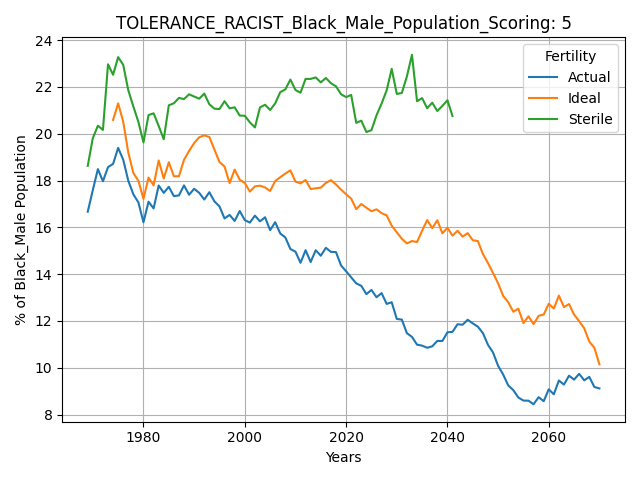 TOLERANCE_RACIST_Black_Male_Population_Scoring: 5
% of Black_Male Population
24
22
20
18
16
14
12
10
8
1980
2000
2020
2040
2060
Years
Fertility
Actual
Ideal
Sterile